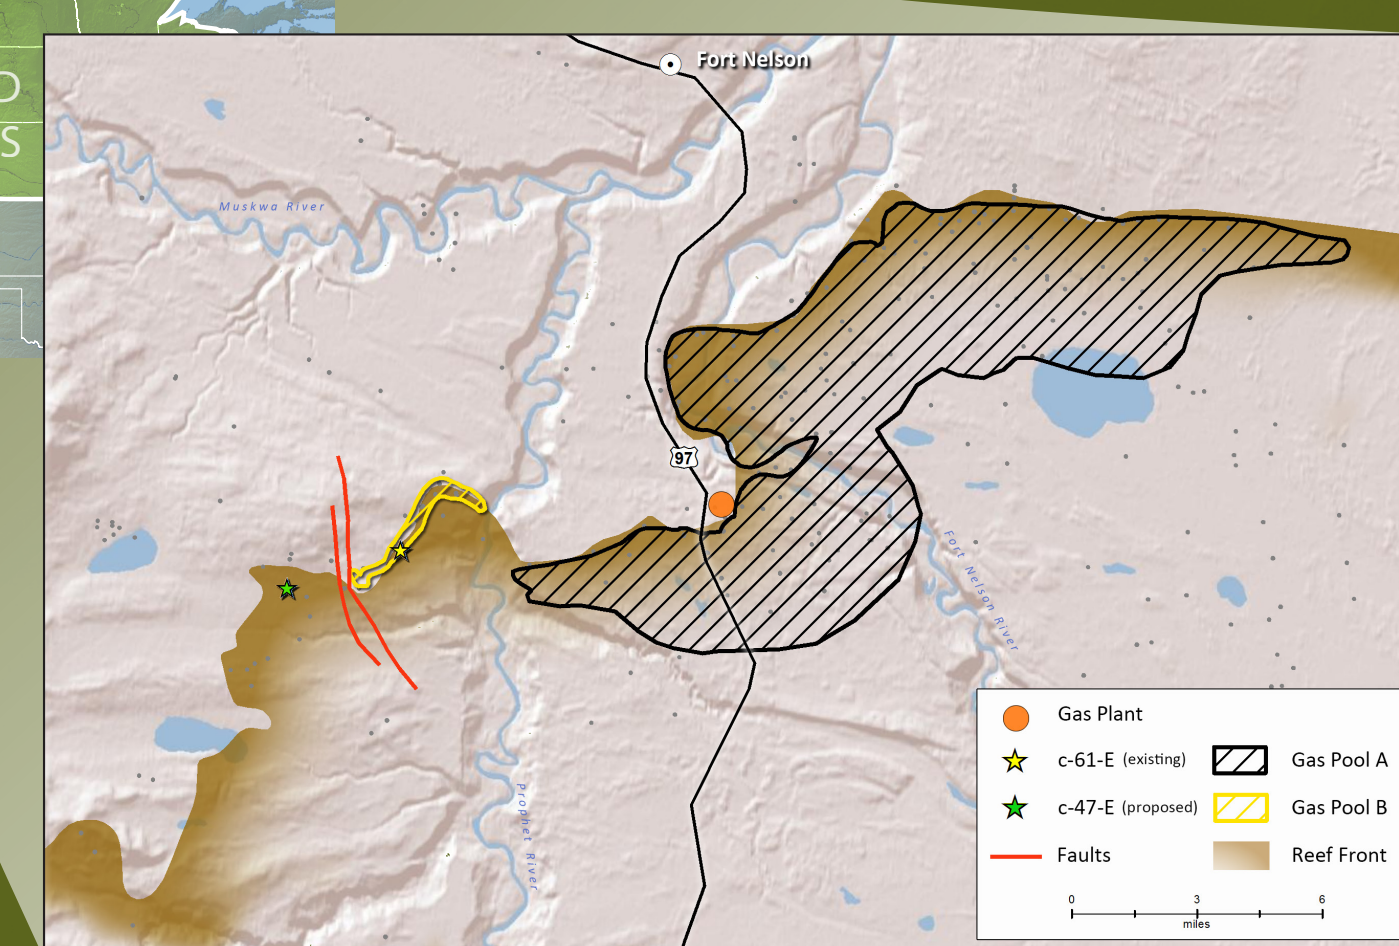 D
S
Fort Nelson
Muskwa River
97
Fort Nelson River
Prophet River
Gas Plant
c-61-E (existing)
Gas Pool A
c-47-E (proposed)
Gas Pool B
Faults
Reef Front
0 3 6
miles